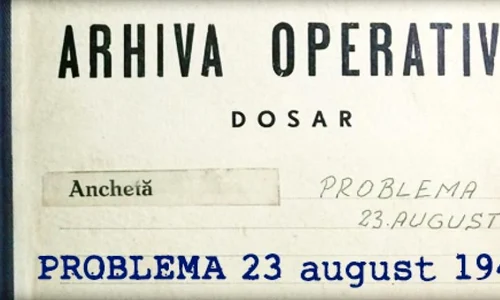 ARHIVA OPERATIV
DOSAR
Anchetă PROBLEMA
23.AUGUST
PROBLEMA 23 august 194